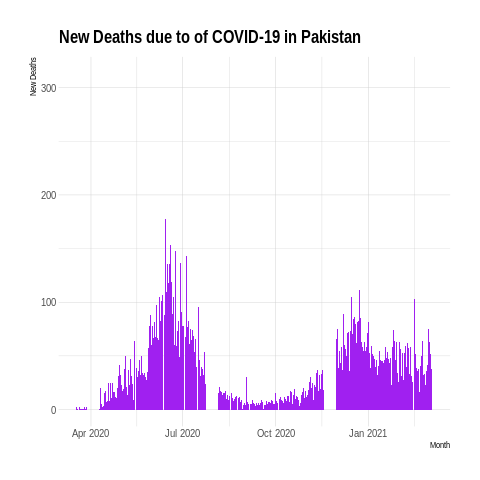 New Deaths due to of COVID-19 in Pakistan
New Deaths
300
200
100
0
Apr 2020
Jul 2020
Oct 2020
Jan 2021
Month